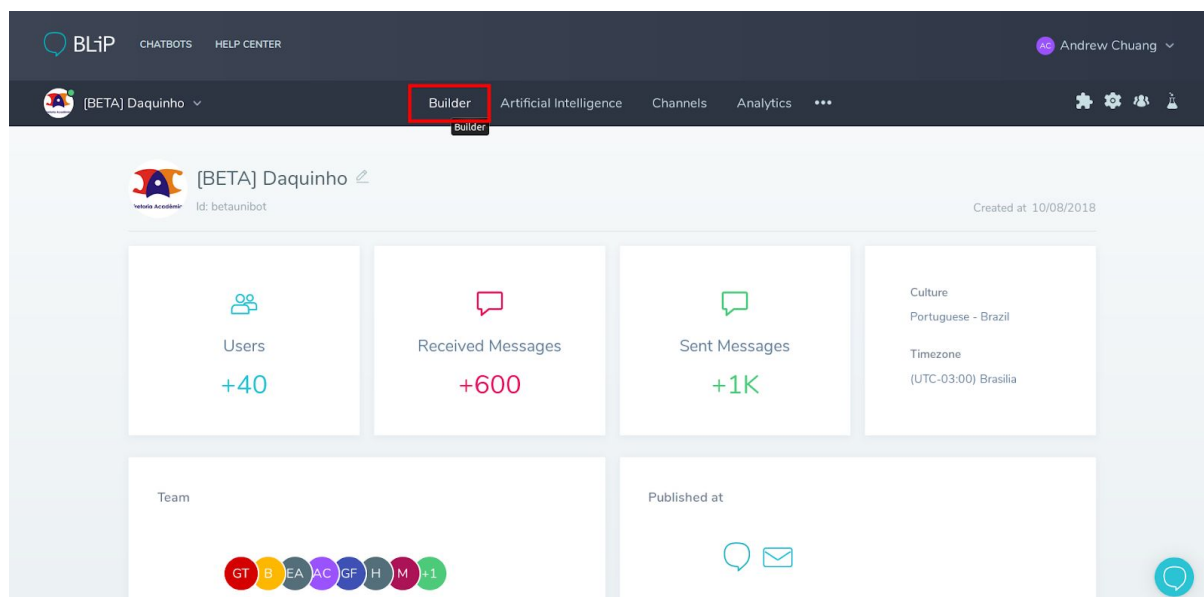 BLiP CHATBOTS HELP CENTER AC Andrew Chuang
[BETA] Daquinho Builder Artificial Intelligence Channels Analytics •••
Builder
[BETA] Daquinho
Id: betaunibot
Created at 10/08/2018
Users
+40
Received Messages
+600
Sent Messages
+1K
Culture
Portuguese - Brazil
Timezone
(UTC-03:00) Brasilia
Team
GT B EA AC GF H M +1
Published at